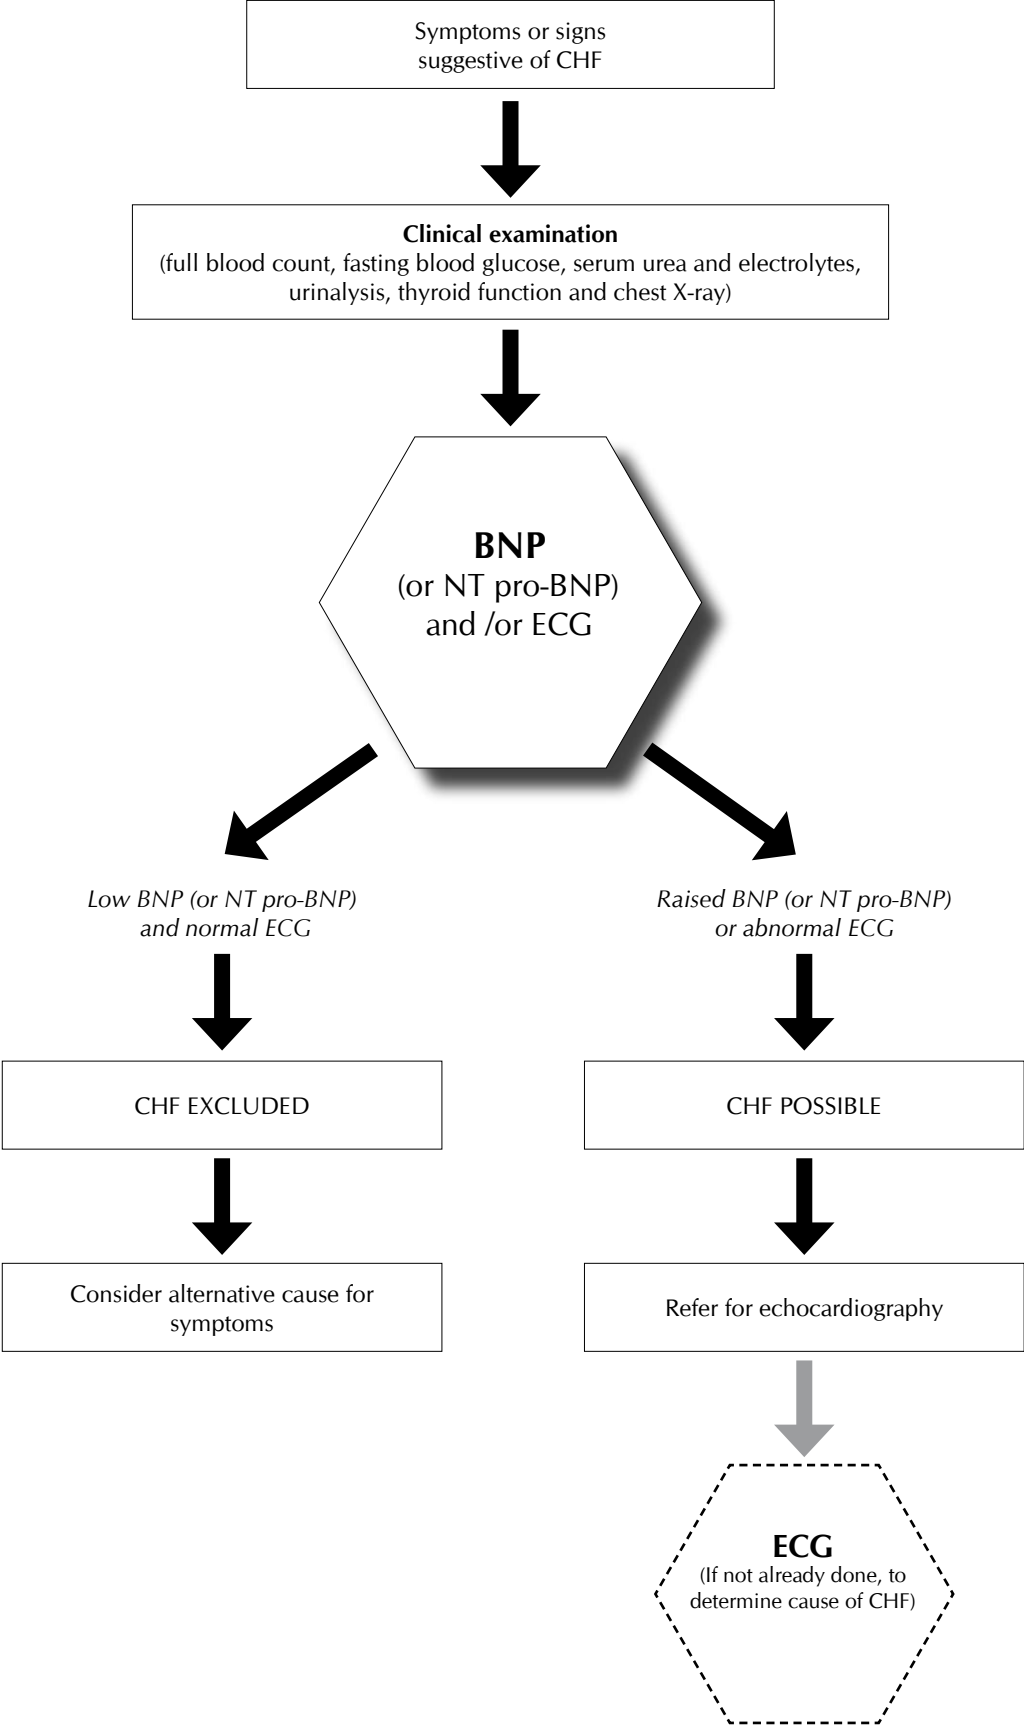 Symptoms or signs
suggestive of CHF
Clinical examination
(full blood count, fasting blood glucose, serum urea and electrolytes,
urinalysis, thyroid function and chest X-ray)
BNP
(or NT pro-BNP)
and /or ECG
Low BNP (or NT pro-BNP)
and normal ECG
Raised BNP (or NT pro-BNP)
or abnormal ECG
CHF EXCLUDED
CHF POSSIBLE
Consider alternative cause for
symptoms
Refer for echocardiography
ECG
(If not already done, to
determine cause of CHF)